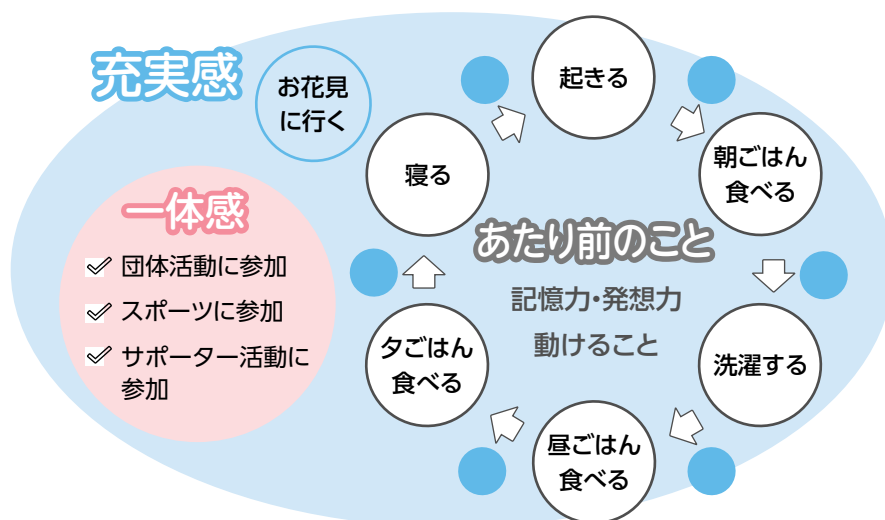 充実感
お花見
に行く
一体感
団体活動に参加
スポーツに参加
サポーター活動に
参加
起きる
朝ごはん
食べる
洗濯する
昼ごはん
食べる
夕ごはん
食べる
寝る
あたり前のこと
記憶力・発想力
動けること